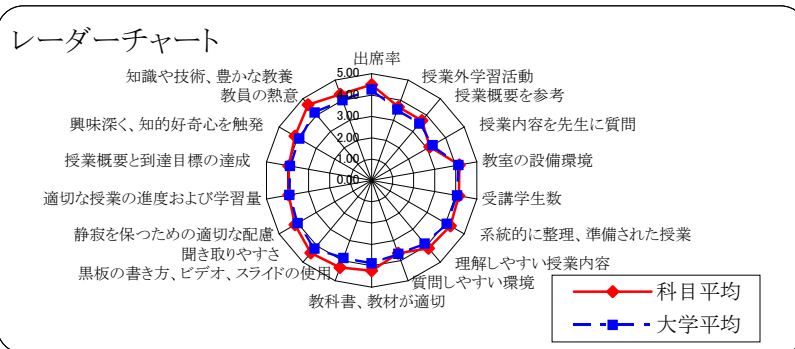 レーダーチャート
出席率
授業外学習活動
授業概要を参考
授業内容を先生に質問
教室の設備環境
受講学生数
系統的に整理、準備された授業
理解しやすい授業内容
質問しやすい環境
教科書、教材が適切
黒板の書き方、ビデオ、スライドの使用
聞き取りやすさ
静寂を保つための適切な配慮
適切な授業の進度および学習量
授業概要と到達目標の達成
興味深く、知的好奇心を触発
教員の熱意
知識や技術、豊かな教養
5.00
4.00
3.00
2.00
1.00
0.00
科目平均
大学平均